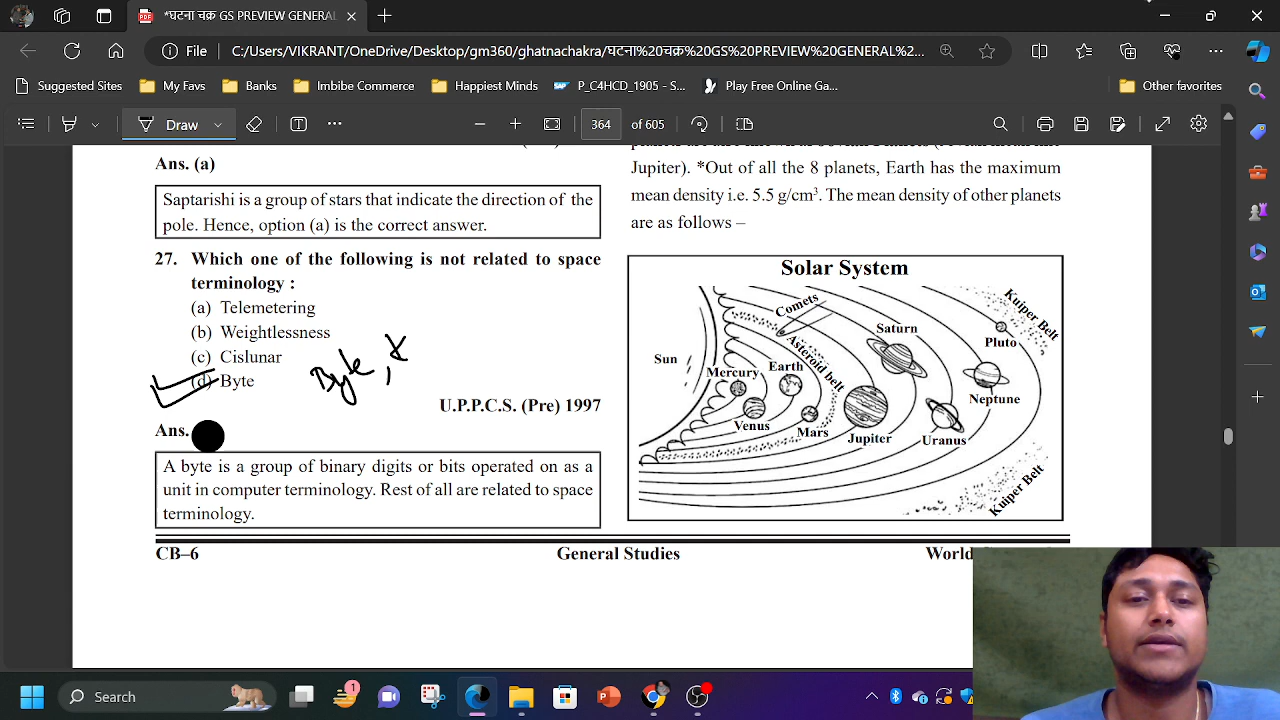 *घटना चक्र GS PREVIEW GENERAL
File
C:/Users/VIKRANT/OneDrive/Desktop/gm360/ghatnachakra/घटना%20चक्र%20GS%20PREVIEW%20GENERAL%2...
Suggested Sites
My Favs
Banks
Imbibe Commerce
Happiest Minds
P_C4HCD_1905 - S...
Play Free Online Ga...
Other favorites
Draw
364 of 605
Ans. (a)
Saptarishi is a group of stars that indicate the direction of the
pole. Hence, option (a) is the correct answer.
27. Which one of the following is not related to space
terminology :
(a) Telemetering
(b) Weightlessness
(c) Cislunar
(d) Byte
Byte,
U.P.P.C.S. (Pre) 1997
Ans.
A byte is a group of binary digits or bits operated on as a
unit in computer terminology. Rest of all are related to space
terminology.
Jupiter). *Out of all the 8 planets, Earth has the maximum
mean density i.e. 5.5 g/cm³. The mean density of other planets
are as follows –
Solar System
Sun
Mercury
Venus
Earth
Mars
Comets
Asteroid belt
Jupiter
Saturn
Uranus
Neptune
Pluto
Kuiper Belt
Kuiper Belt
CB–6
General Studies
World
Search